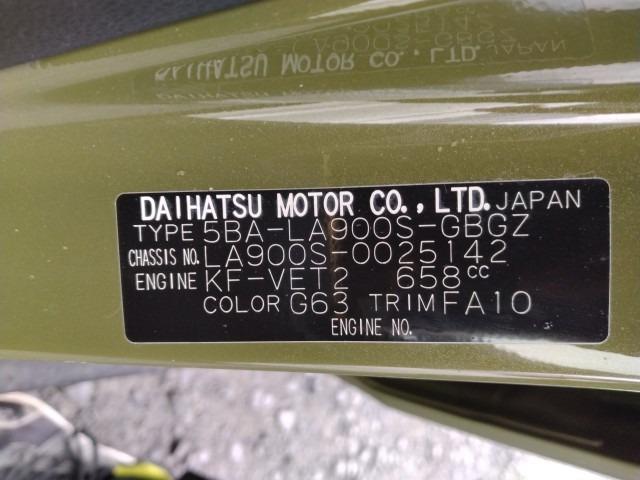 DAIHATSU MOTOR CO., LTD. JAPAN
TYPE 5BA-LA900S-GBGZ
CHASSIS NO. LA900S-0025142
ENGINE KF-VET2 658cc
COLOR G63 TRIM FA10
ENGINE NO.